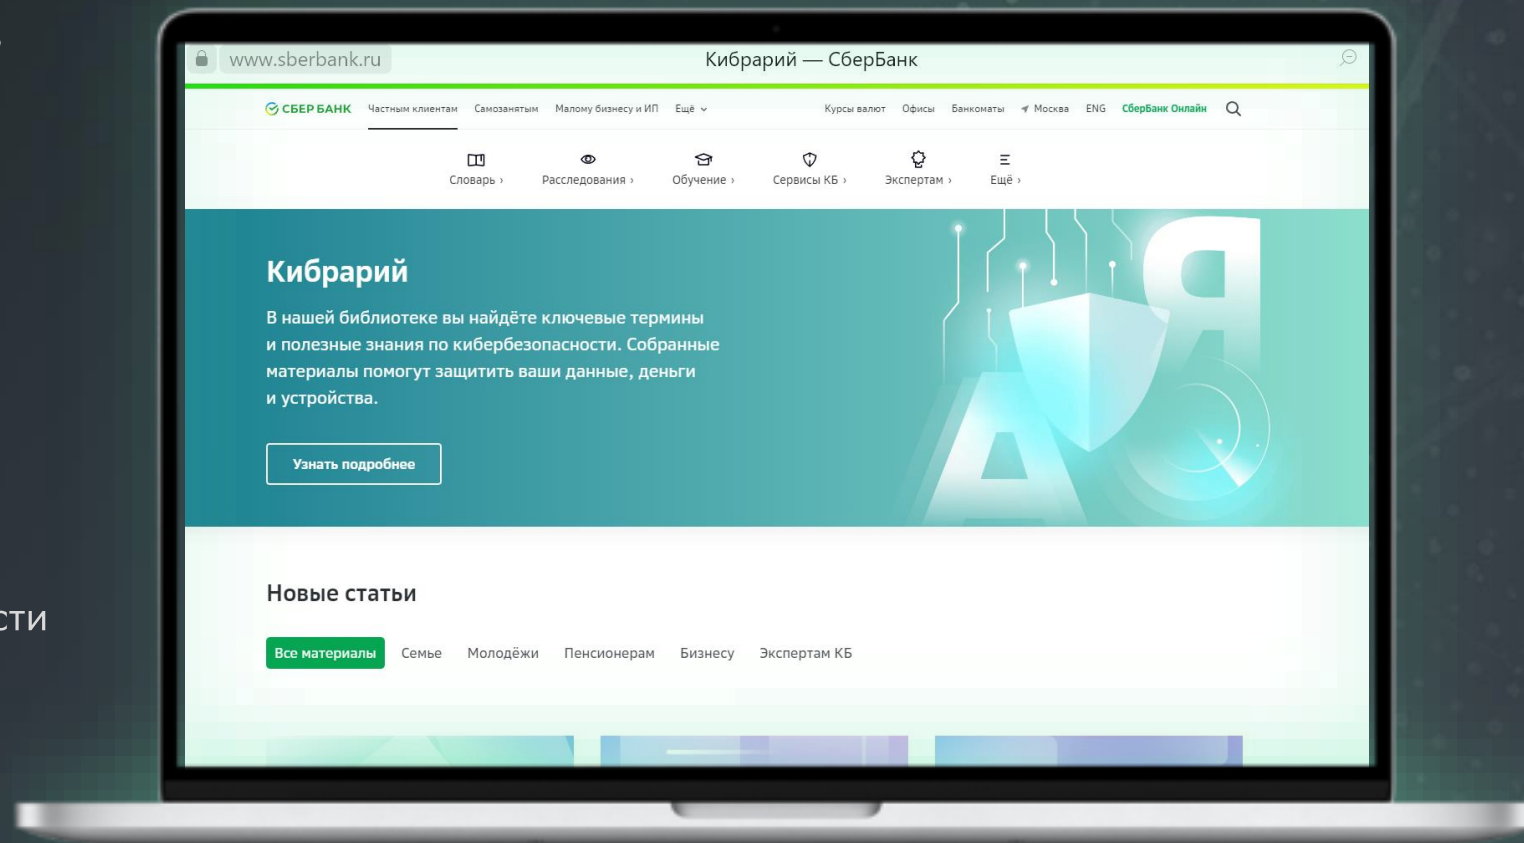 www.sberbank.ru
Кибрарий — СберБанк
СБЕР БАНК Частным клиентам Самозанятым Малому бизнесу и ИП Ещё Курсы валют Офисы Банкоматы Москва ENG СберБанк Онлайн
Словарь › Расследования › Обучение › Сервисы КБ › Экспертам › Ещё ›
Кибрарий
В нашей библиотеке вы найдёте ключевые термины
и полезные знания по кибербезопасности. Собранные
материалы помогут защитить ваши данные, деньги
и устройства.
Узнать подробнее
А Я
Новые статьи
сти
Все материалы Семье Молодёжи Пенсионерам Бизнесу Экспертам КБ